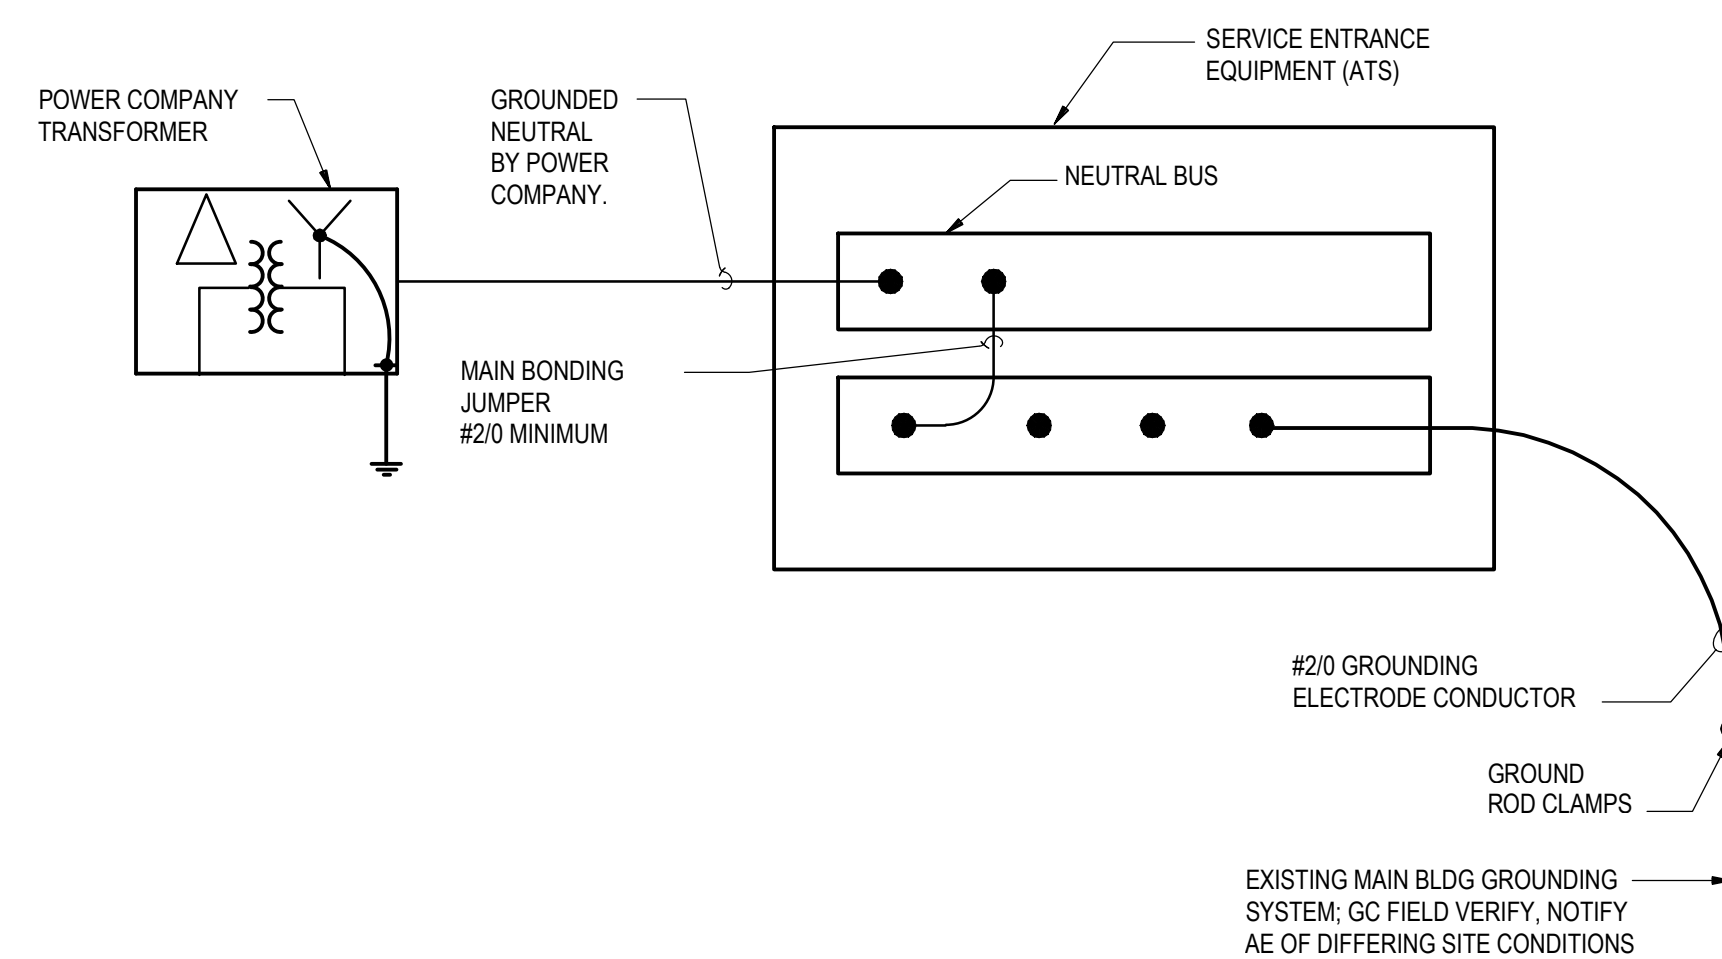 SERVICE ENTRANCE
EQUIPMENT (ATS)
POWER COMPANY
TRANSFORMER
GROUNDED
NEUTRAL
BY POWER
COMPANY.
NEUTRAL BUS
MAIN BONDING
JUMPER
#2/0 MINIMUM
#2/0 GROUNDING
ELECTRODE CONDUCTOR
GROUND
ROD CLAMPS
EXISTING MAIN BLDG GROUNDING
SYSTEM; GC FIELD VERIFY, NOTIFY
AE OF DIFFERING SITE CONDITIONS